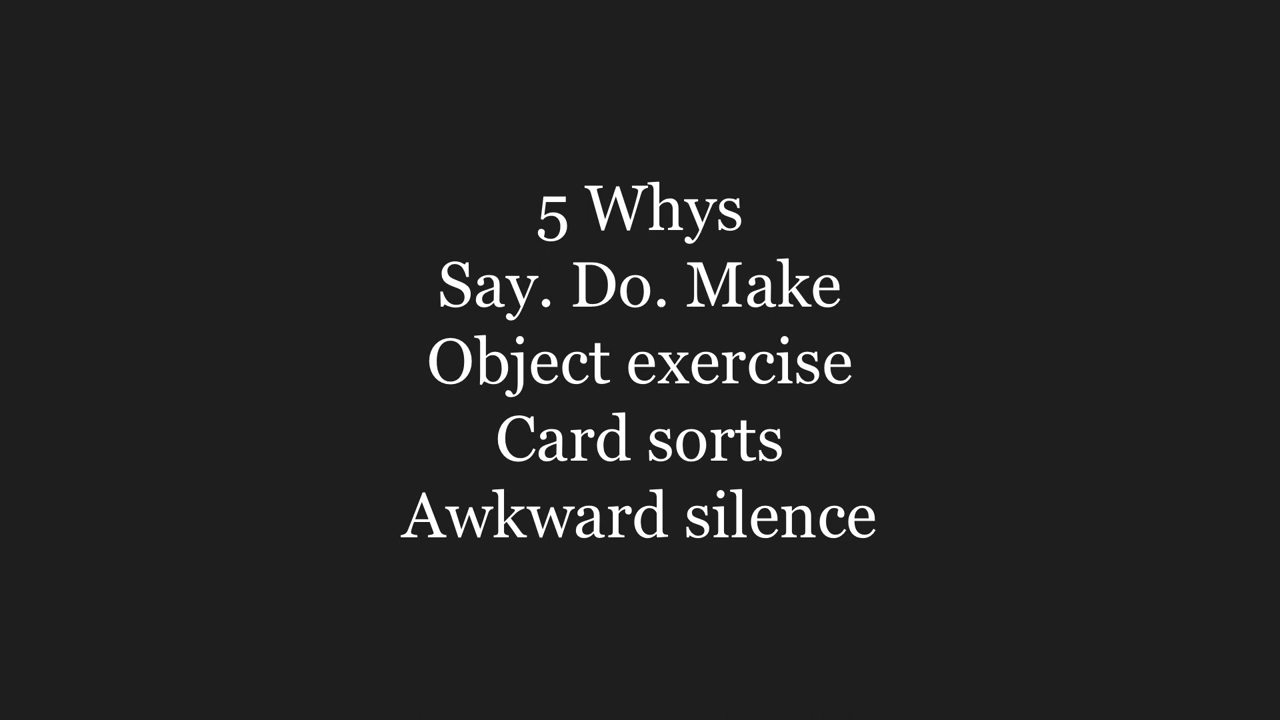 5 Whys
Say. Do. Make
Object exercise
Card sorts
Awkward silence